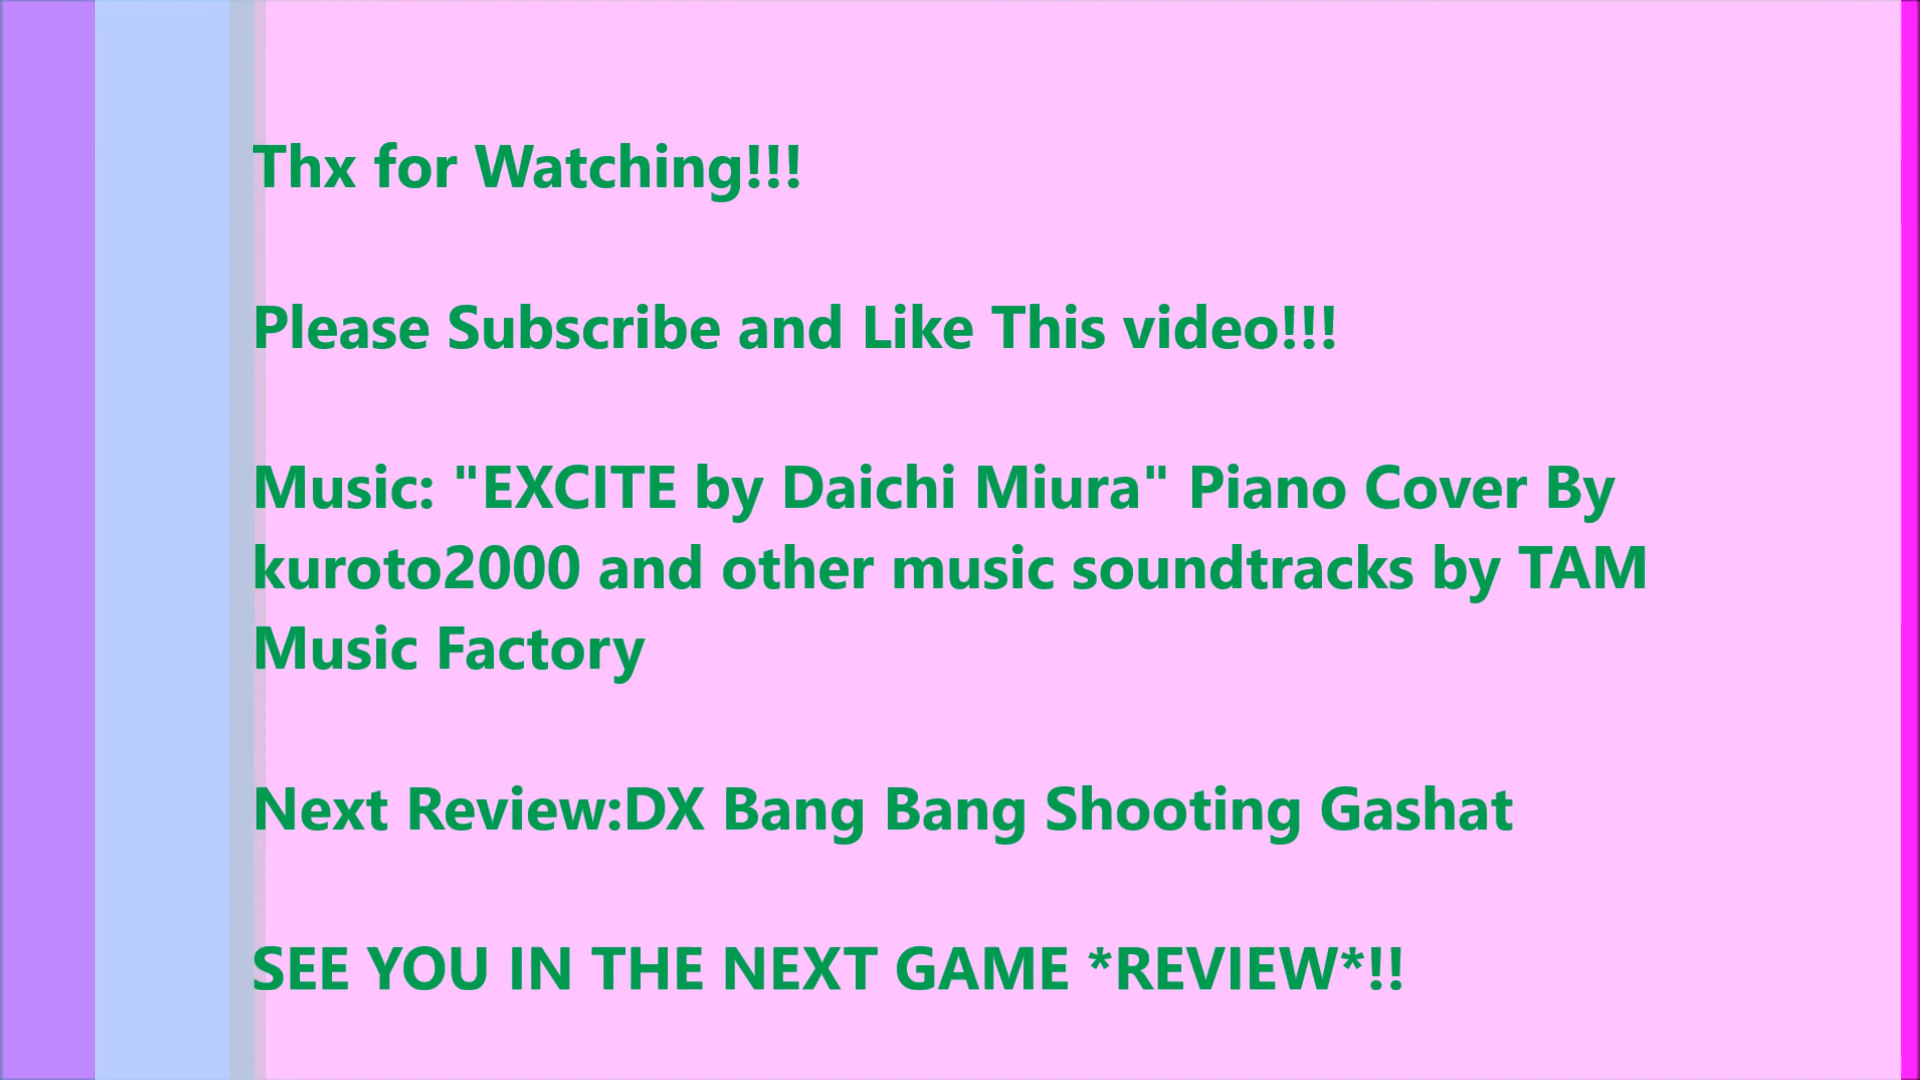 Thx for Watching!!!
Please Subscribe and Like This video!!!
Music: "EXCITE by Daichi Miura" Piano Cover By
kuroto2000 and other music soundtracks by TAM
Music Factory
Next Review:DX Bang Bang Shooting Gashat
SEE YOU IN THE NEXT GAME *REVIEW*!!